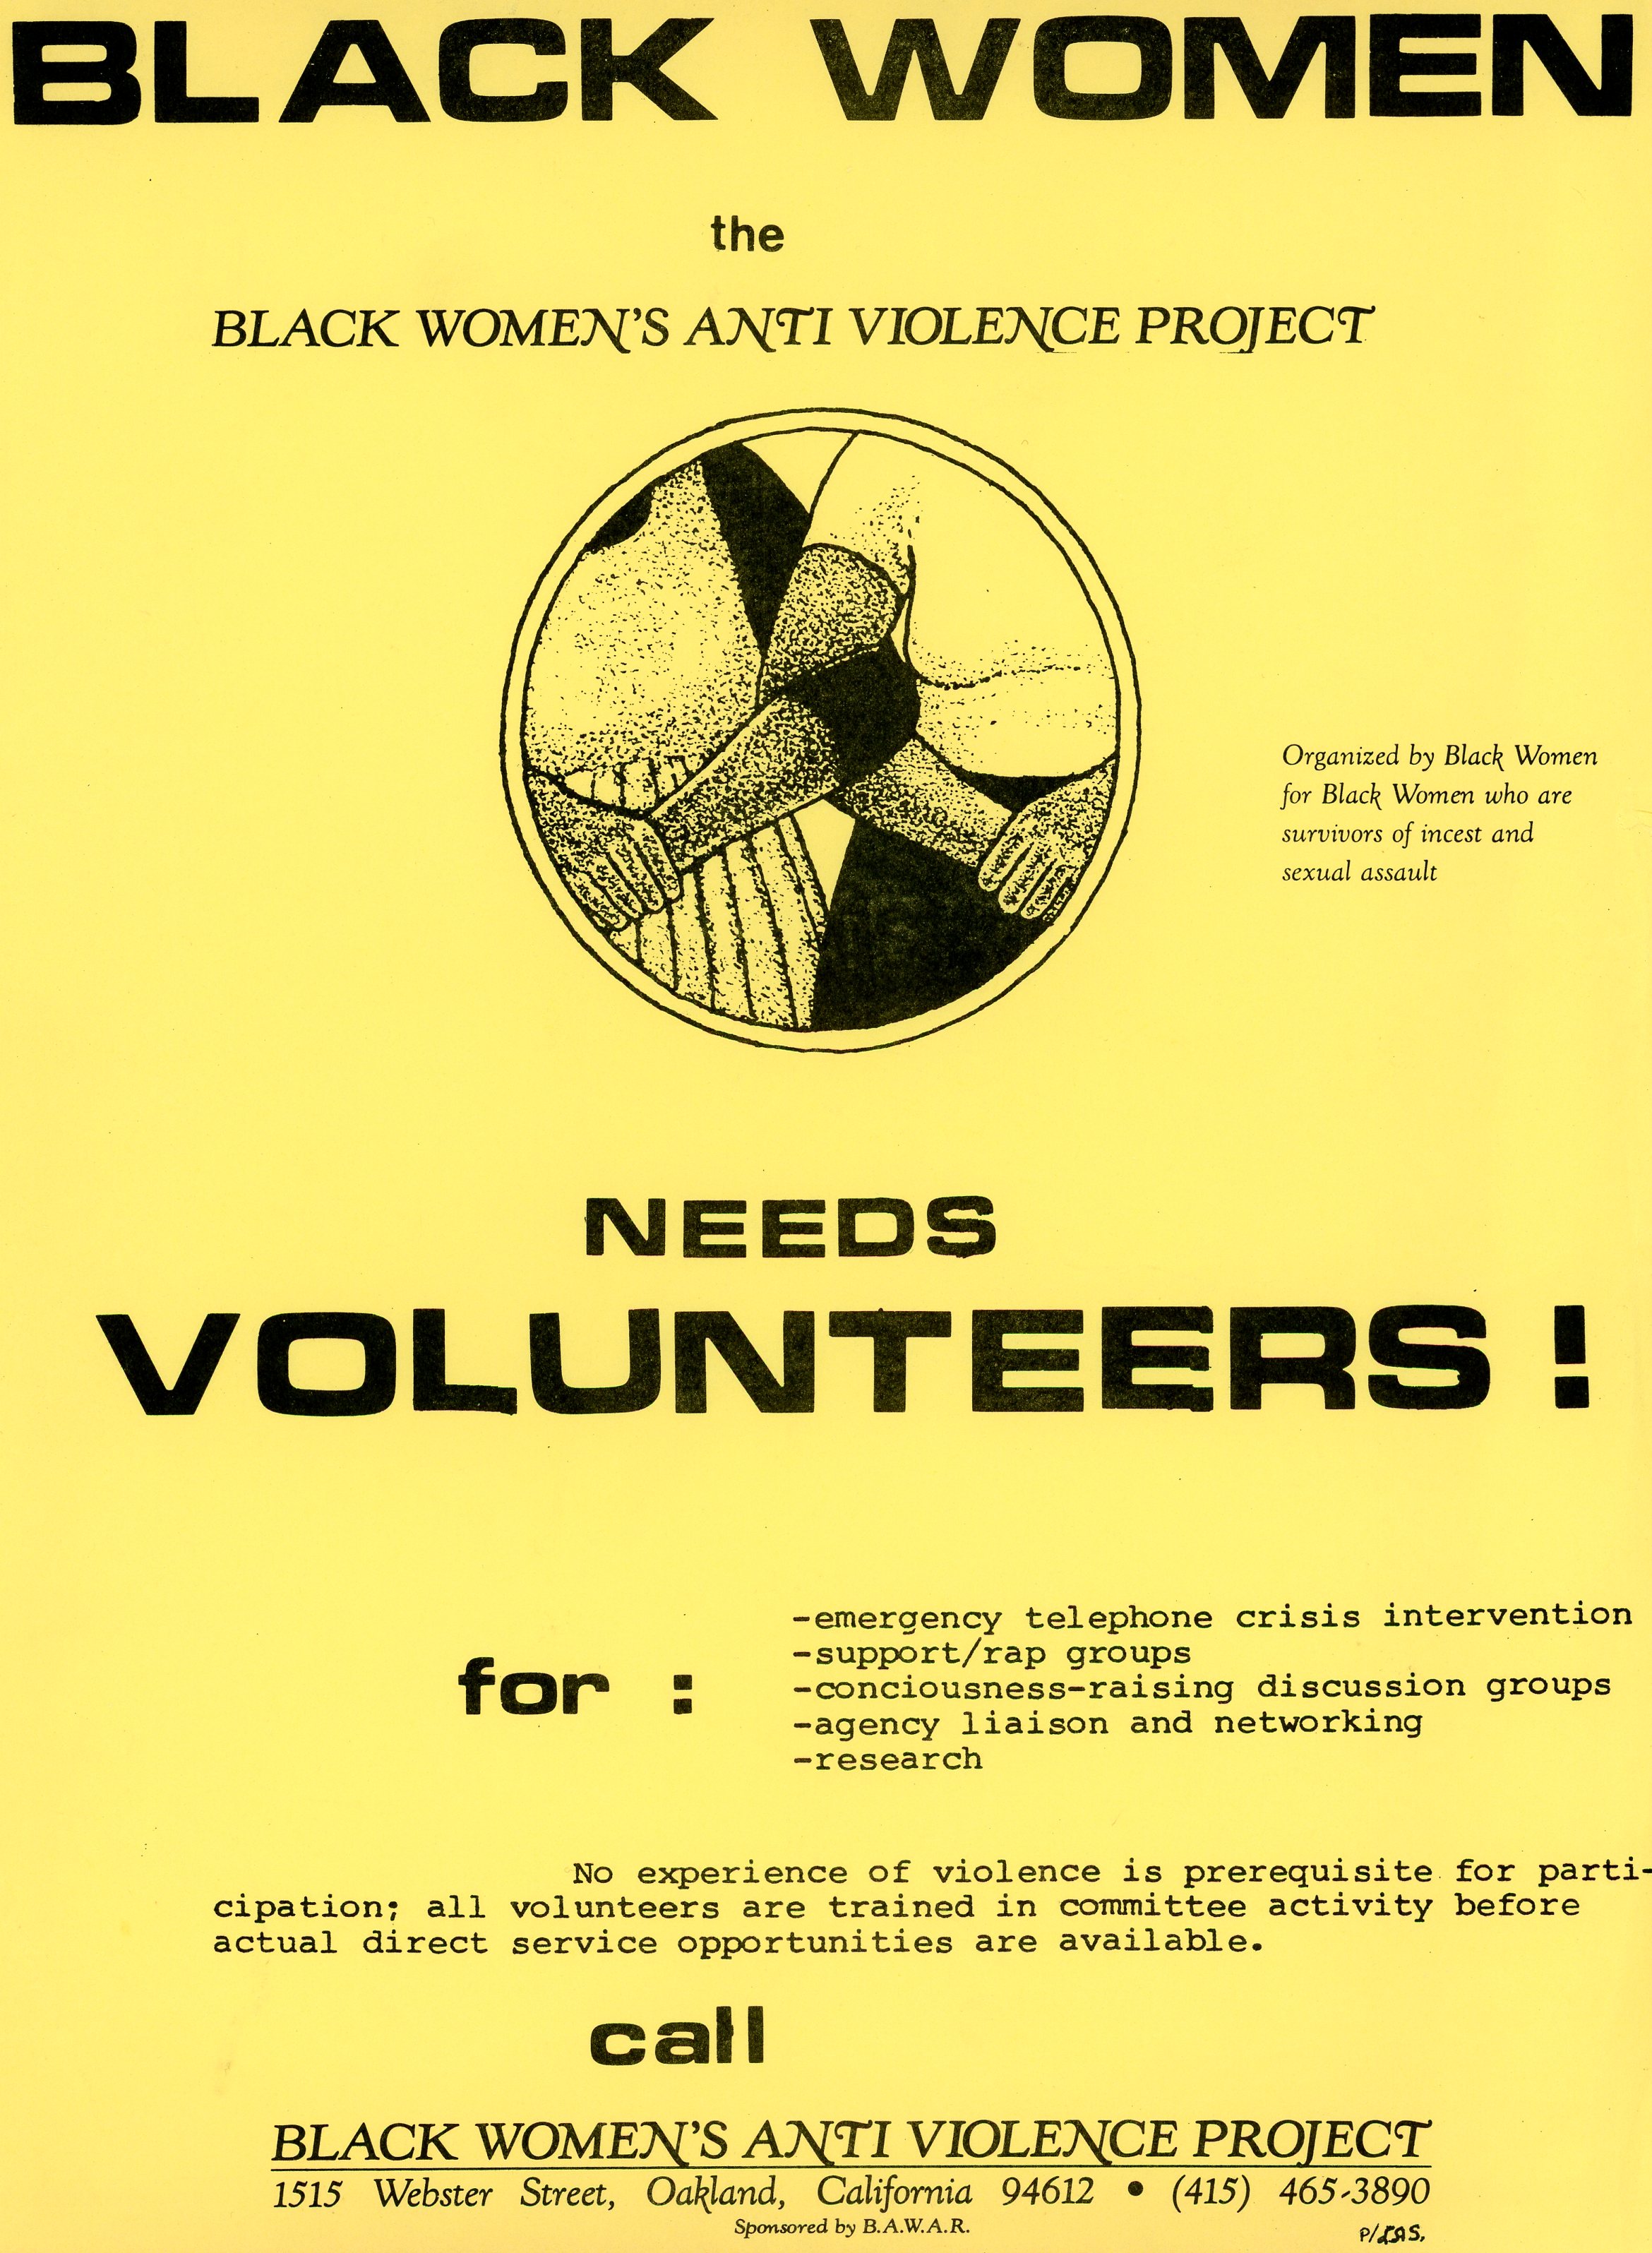 BLACK WOMEN
the
BLACK WOMEN'S ANTI VIOLENCE PROJECT
Organized by Black Women
for Black Women who are
survivors of incest and
sexual assault
NEEDS
VOLUNTEERS !
for :
-emergency telephone crisis intervention
-support/rap groups
-conciousness-raising discussion groups
-agency liaison and networking
-research
No experience of violence is prerequisite for parti-
cipation; all volunteers are trained in committee activity before
actual direct service opportunities are available.
call
BLACK WOMEN'S ANTI VIOLENCE PROJECT
1515 Webster Street, Oakland, California 94612 • (415) 465-3890
Sponsored by B.A.W.A.R.